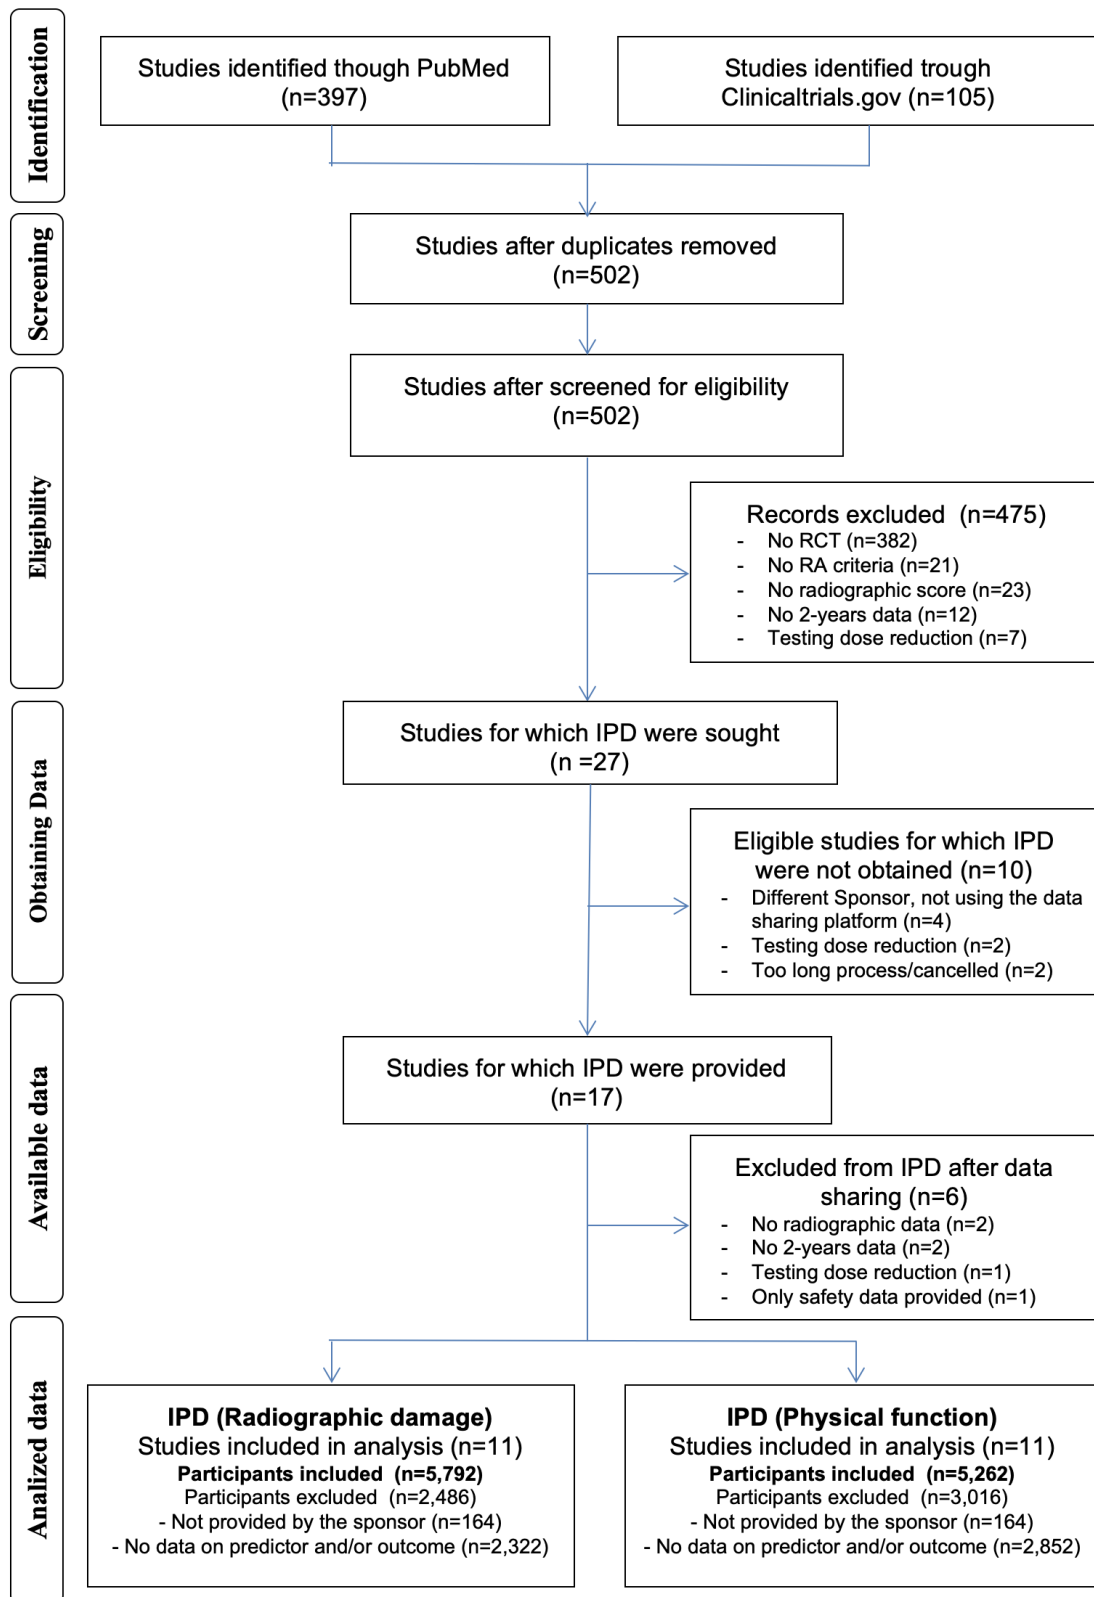 Identification
Studies identified though PubMed
(n=397)
Studies identified trough
Clinicaltrials.gov (n=105)
Screening
Studies after duplicates removed
(n=502)
Eligibility
Studies after screened for eligibility
(n=502)
Records excluded (n=475)
- No RCT (n=382)
- No RA criteria (n=21)
- No radiographic score (n=23)
- No 2-years data (n=12)
- Testing dose reduction (n=7)
Obtaining Data
Studies for which IPD were sought
(n =27)
Eligible studies for which IPD
were not obtained (n=10)
- Different Sponsor, not using the data
sharing platform (n=4)
- Testing dose reduction (n=2)
- Too long process/cancelled (n=2)
Available data
Studies for which IPD were provided
(n=17)
Excluded from IPD after data
sharing (n=6)
- No radiographic data (n=2)
- No 2-years data (n=2)
- Testing dose reduction (n=1)
- Only safety data provided (n=1)
Analized data
IPD (Radiographic damage)
Studies included in analysis (n=11)
Participants included (n=5,792)
Participants excluded (n=2,486)
- Not provided by the sponsor (n=164)
- No data on predictor and/or outcome (n=2,322)
IPD (Physical function)
Studies included in analysis (n=11)
Participants included (n=5,262)
Participants excluded (n=3,016)
- Not provided by the sponsor (n=164)
- No data on predictor and/or outcome (n=2,852)